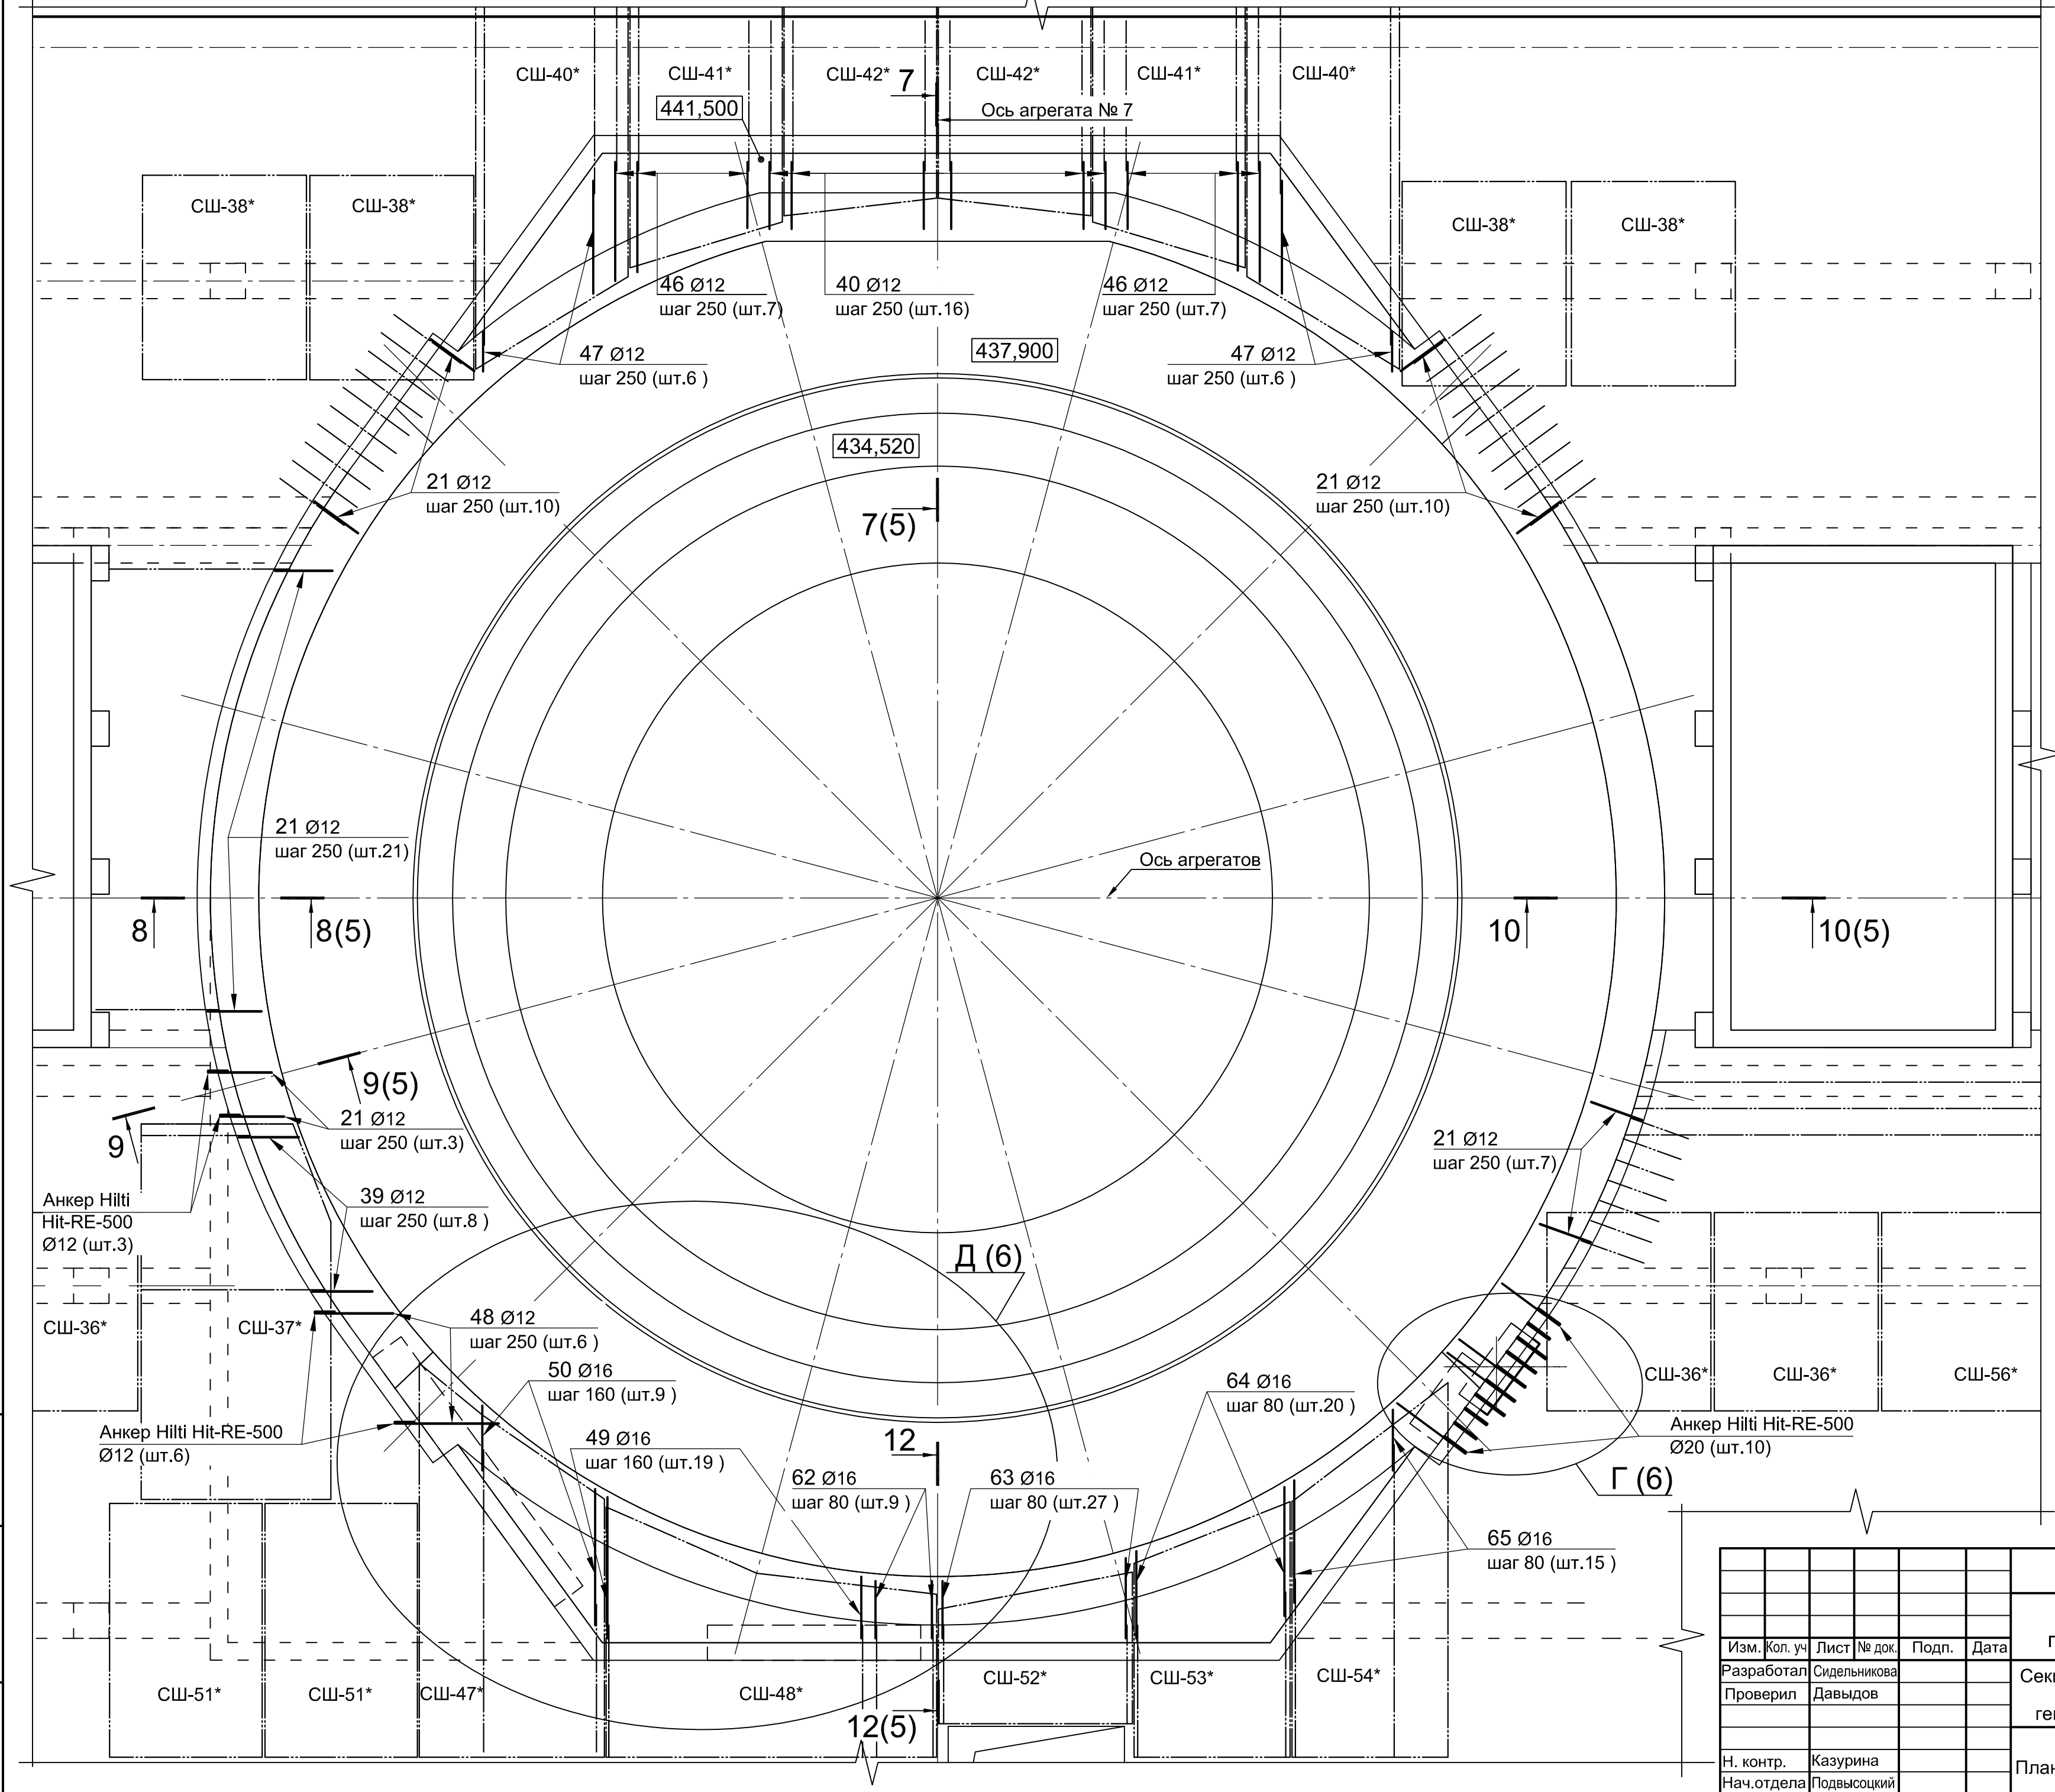 СШ-40*
СШ-41*
СШ-42*
7
СШ-42*
СШ-41*
СШ-40*
441,500
Ось агрегата № 7
СШ-38*
СШ-38*
СШ-38*
СШ-38*
46 Ø12
шаг 250 (шт.7)
40 Ø12
шаг 250 (шт.16)
46 Ø12
шаг 250 (шт.7)
47 Ø12
шаг 250 (шт.6 )
437,900
47 Ø12
шаг 250 (шт.6 )
434,520
21 Ø12
шаг 250 (шт.10)
7(5)
21 Ø12
шаг 250 (шт.10)
21 Ø12
шаг 250 (шт.21)
Ось агрегатов
8
8(5)
10
10(5)
9(5)
9
21 Ø12
шаг 250 (шт.3)
21 Ø12
шаг 250 (шт.7)
Анкер Hilti
Hit-RE-500
Ø12 (шт.3)
39 Ø12
шаг 250 (шт.8 )
Д (6)
СШ-36*
СШ-37*
48 Ø12
шаг 250 (шт.6 )
50 Ø16
шаг 160 (шт.9 )
64 Ø16
шаг 80 (шт.20 )
СШ-36*
СШ-36*
СШ-56*
Анкер Hilti Hit-RE-500
Ø12 (шт.6)
49 Ø16
шаг 160 (шт.19 )
12
Анкер Hilti Hit-RE-500
Ø20 (шт.10)
62 Ø16
шаг 80 (шт.9 )
63 Ø16
шаг 80 (шт.27 )
Г (6)
65 Ø16
шаг 80 (шт.15 )
СШ-51*
СШ-51*
СШ-47*
СШ-48*
СШ-52*
СШ-53*
СШ-54*
12(5)
Изм. Кол. уч Лист № док. Подп. Дата
Разработал Сидельникова
Проверил Давыдов
Н. контр. Казурина
Нач.отдела Подвысоцкий